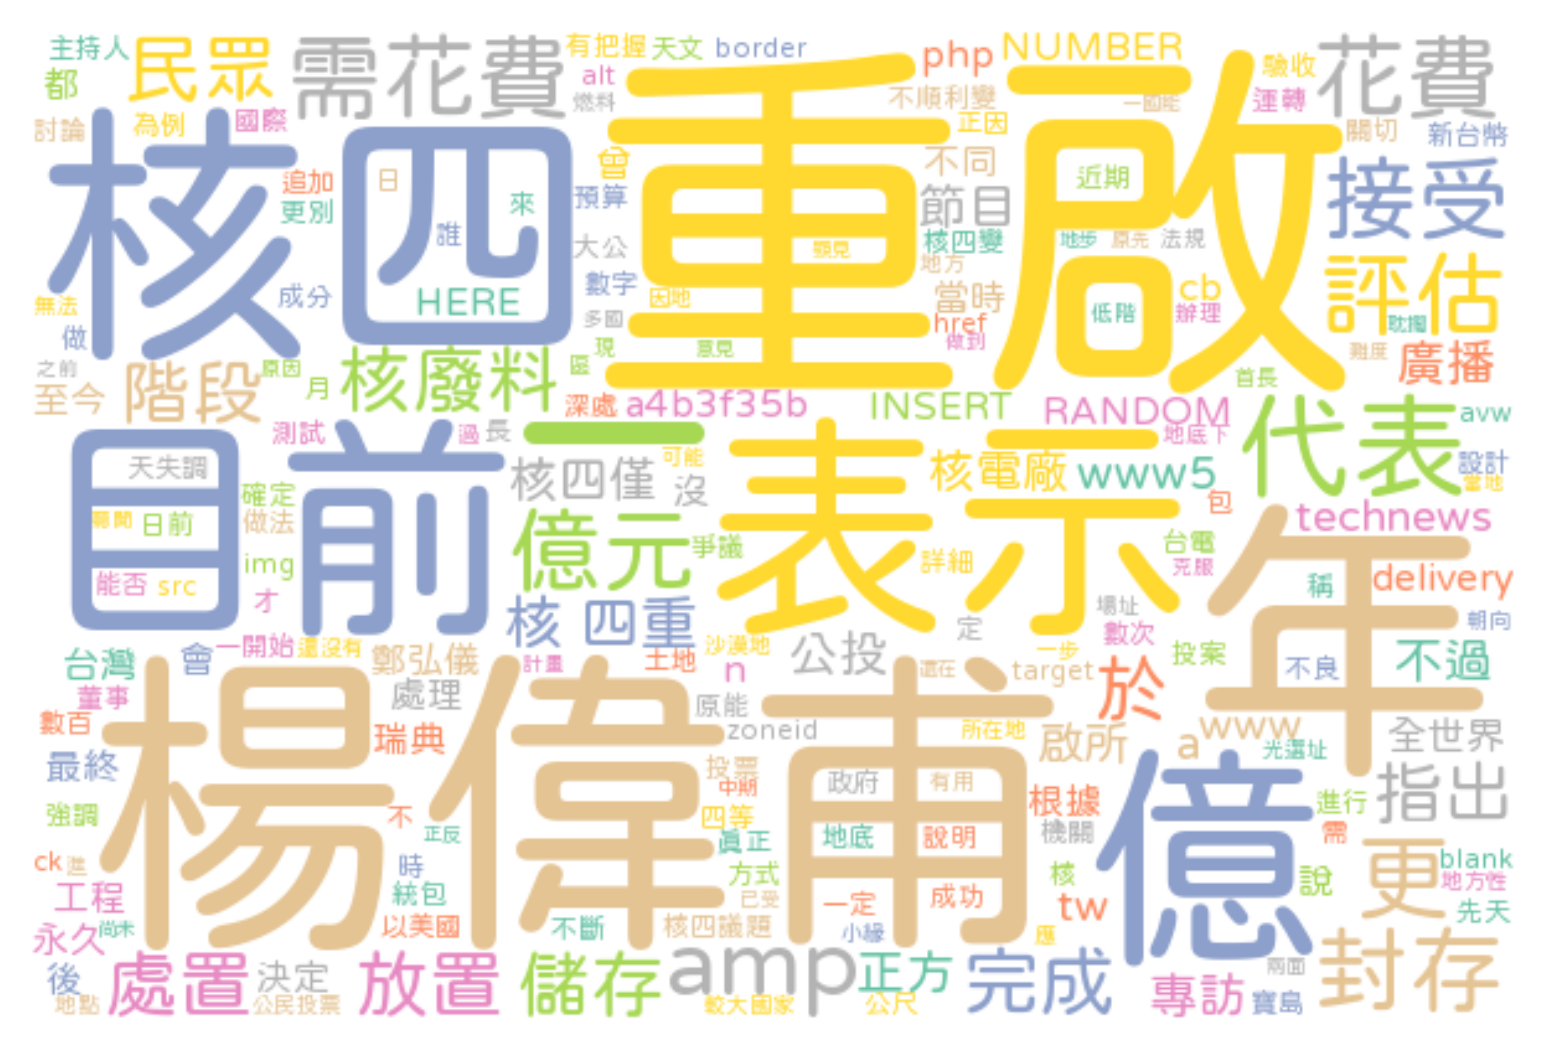 主持人 民眾 需花費 有把握 天文 border php NUMBER 驗收 花費
都 alt 燃料 不順利變 一國能 運轉
討論 為例 國際 重啟 正因 關切 新台幣
核四 追加 日 來 曾 不同 近期 接受
更別 誰 預算 節目
大公 顯見 核四變 地步 原先 法規
無法 成分 HERE 數字 因地 地方 當時 cb 評估
做 多國 href 低階 辦理 耽擱
之前 原因 區 現 意見 做到 難度 廣播
至今 階段 月 核廢料 深處 a4b3f35b INSERT RANDOM 首長 代表 avw
目前 測試 過 長 一 表示 地底下
天失調 核四僅 可能 核電廠 www5 設計
確定 沒 包 當地
日前 做法 億元 爭議 詳細 台電 年 technews
能否 src img 克服 稱 delivery
才 核 四重 場址 數次 朝向
台灣 會 一開始 還沒有 鄭弘儀 計畫 土地 沙漠地 公投 定 一步 投案 不良 不過
董事 處理 n 還在 target 於
數百 楊偉甫 瑞典 原能 zoneid 所在地 啟所 a www 光選址 全世界
最終 投票 中期 政府 有用 億 指出
強調 不 正反 四等 真正 地底 說明 根據 機關 進行 需
ck 進 時 方式 核 說 更 blank
工程 統包 已受 一定 成功 tw 地方性
永久 尚未 以美國 不斷 核四議題 小綠 應 先天
後 處置 決定 放置 儲存 amp 正方 完成 兩面 封存
地點 公民投票 較大國家 公尺 專訪 寶島